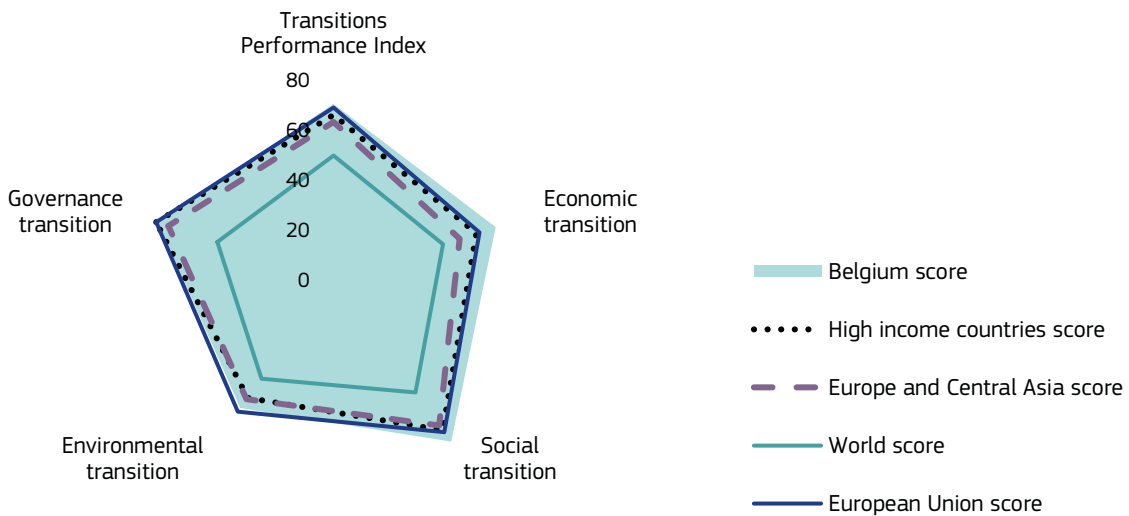 Transitions
Performance Index
80
60
40
20
0
Governance
transition
Economic
transition
Environmental
transition
Social
transition
Belgium score
High income countries score
Europe and Central Asia score
World score
European Union score